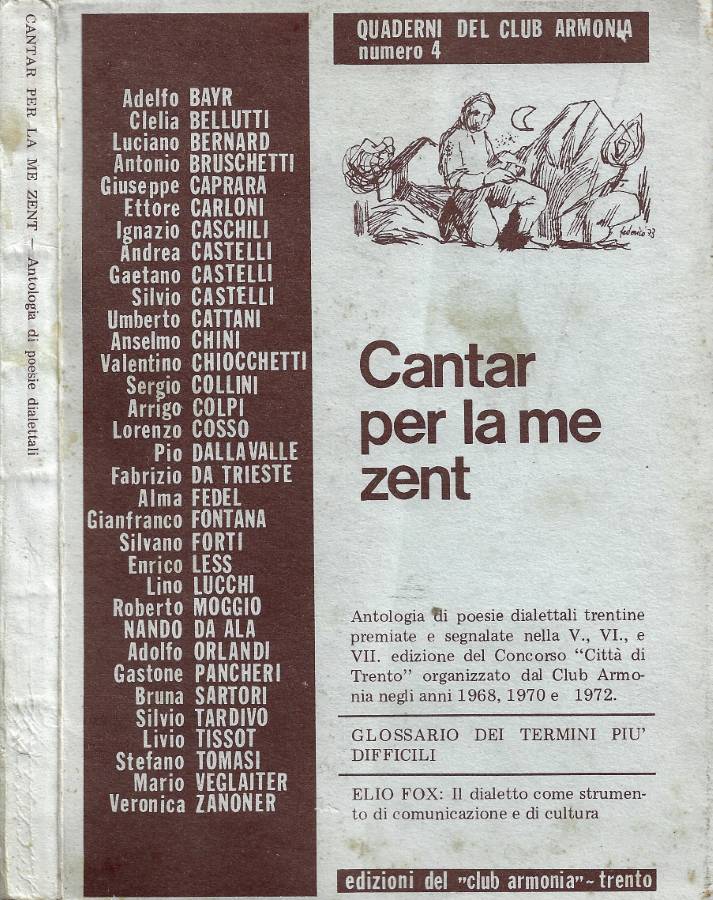 CANTAR PER LA ME ZENT — Antologia di poesie dialettali
Adelfo BAYR
Clelia BELLUTTI
Luciano BERNARD
Antonio BRUSCHETTI
Giuseppe CAPRARA
Ettore CARLONI
Ignazio CASCHILI
Andrea CASTELLI
Gaetano CASTELLI
Silvio CASTELLI
Umberto CATTANI
Anselmo CHINI
Valentino CHIOCCHETTI
Sergio COLLINI
Arrigo COLPI
Lorenzo COSSO
Pio DALLAVALLE
Fabrizio DA TRIESTE
Alma FEDEL
Gianfranco FONTANA
Silvano FORTI
Enrico LESS
Lino LUCCHI
Roberto MOGGIO
NANDO DA ALA
Adolfo ORLANDI
Gastone PANCHERI
Bruna SARTORI
Silvio TARDIVO
Livio TISSOT
Stefano TOMASI
Mario VEGLAITER
Veronica ZANONER
QUADERNI DEL CLUB ARMONIA
numero 4
federico 73
Cantar
per la me
zent
Antologia di poesie dialettali trentine
premiate e segnalate nella V., VI., e
VII. edizione del Concorso “Città di
Trento” organizzato dal Club Armo-
nia negli anni 1968, 1970 e 1972.
GLOSSARIO DEI TERMINI PIU’
DIFFICILI
ELIO FOX: Il dialetto come strumen-
to di comunicazione e di cultura
edizioni del "club armonia"~trento